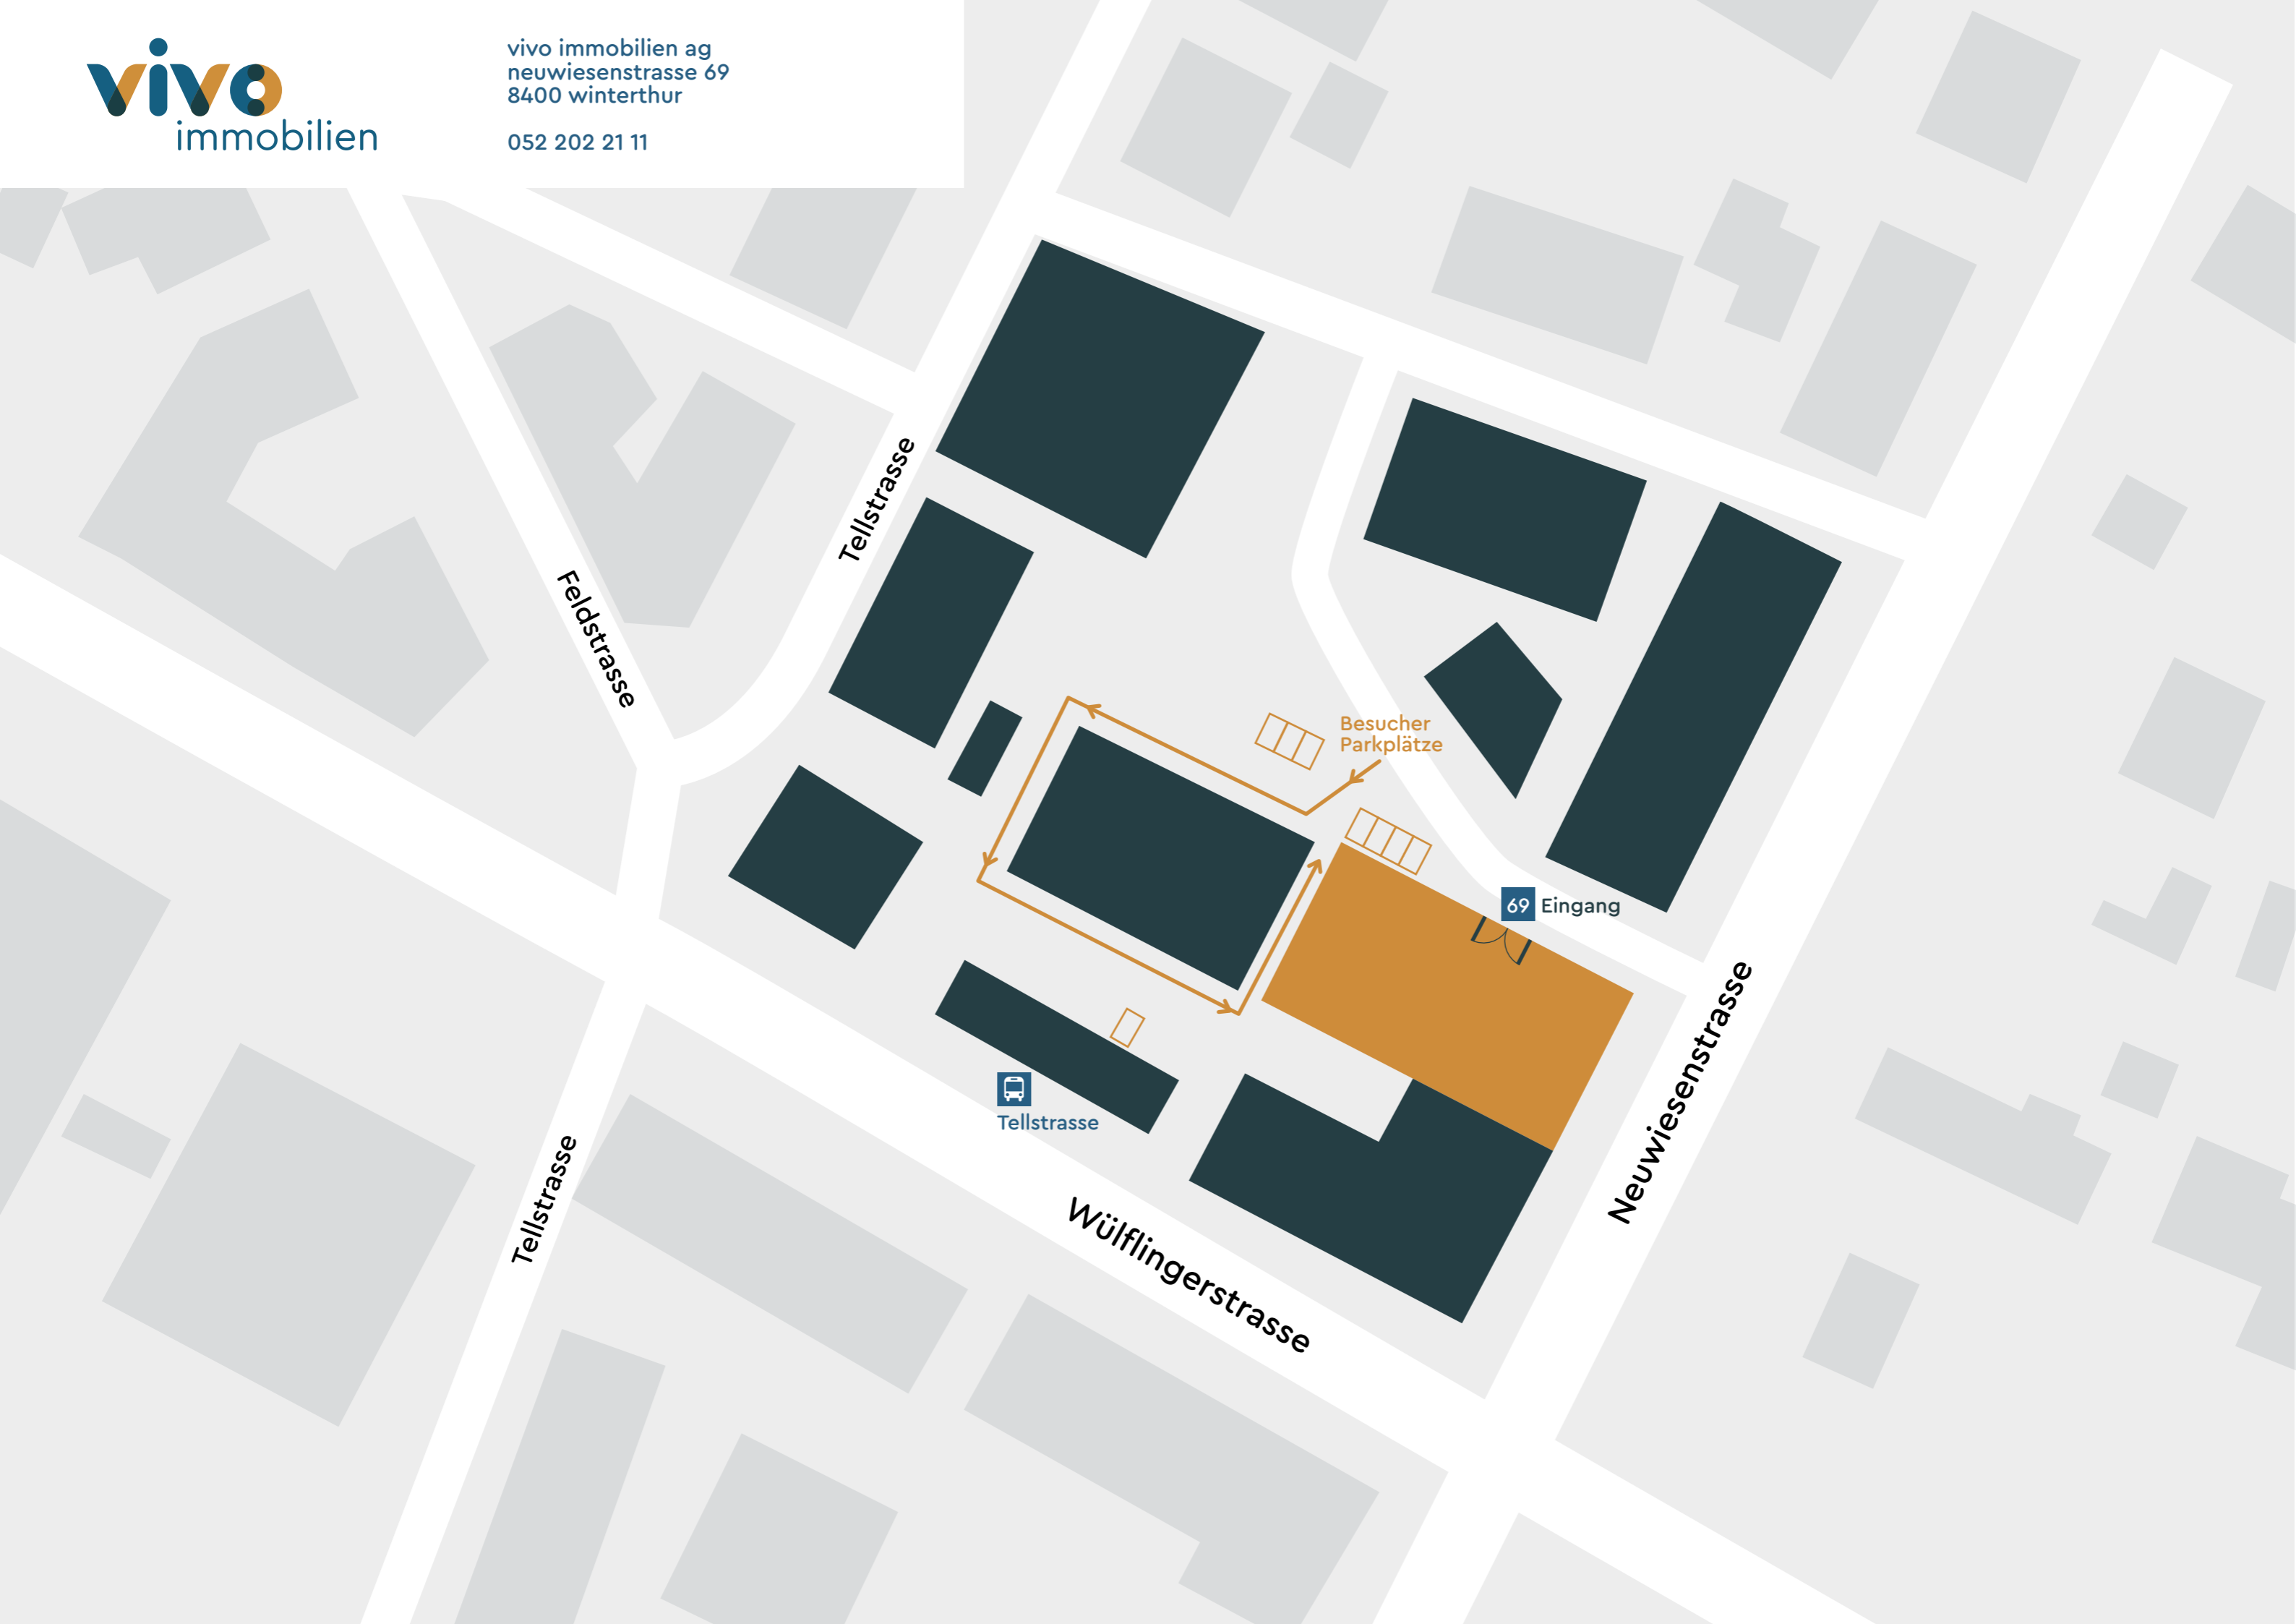 vivo
immobilien
vivo immobilien ag
neuwiesenstrasse 69
8400 winterthur
052 202 21 11
Tellstrasse
Feldstrasse
Besucher
Parkplätze
69 Eingang
Tellstrasse
Neuwiesenstrasse
Tellstrasse
Wülflingerstrasse